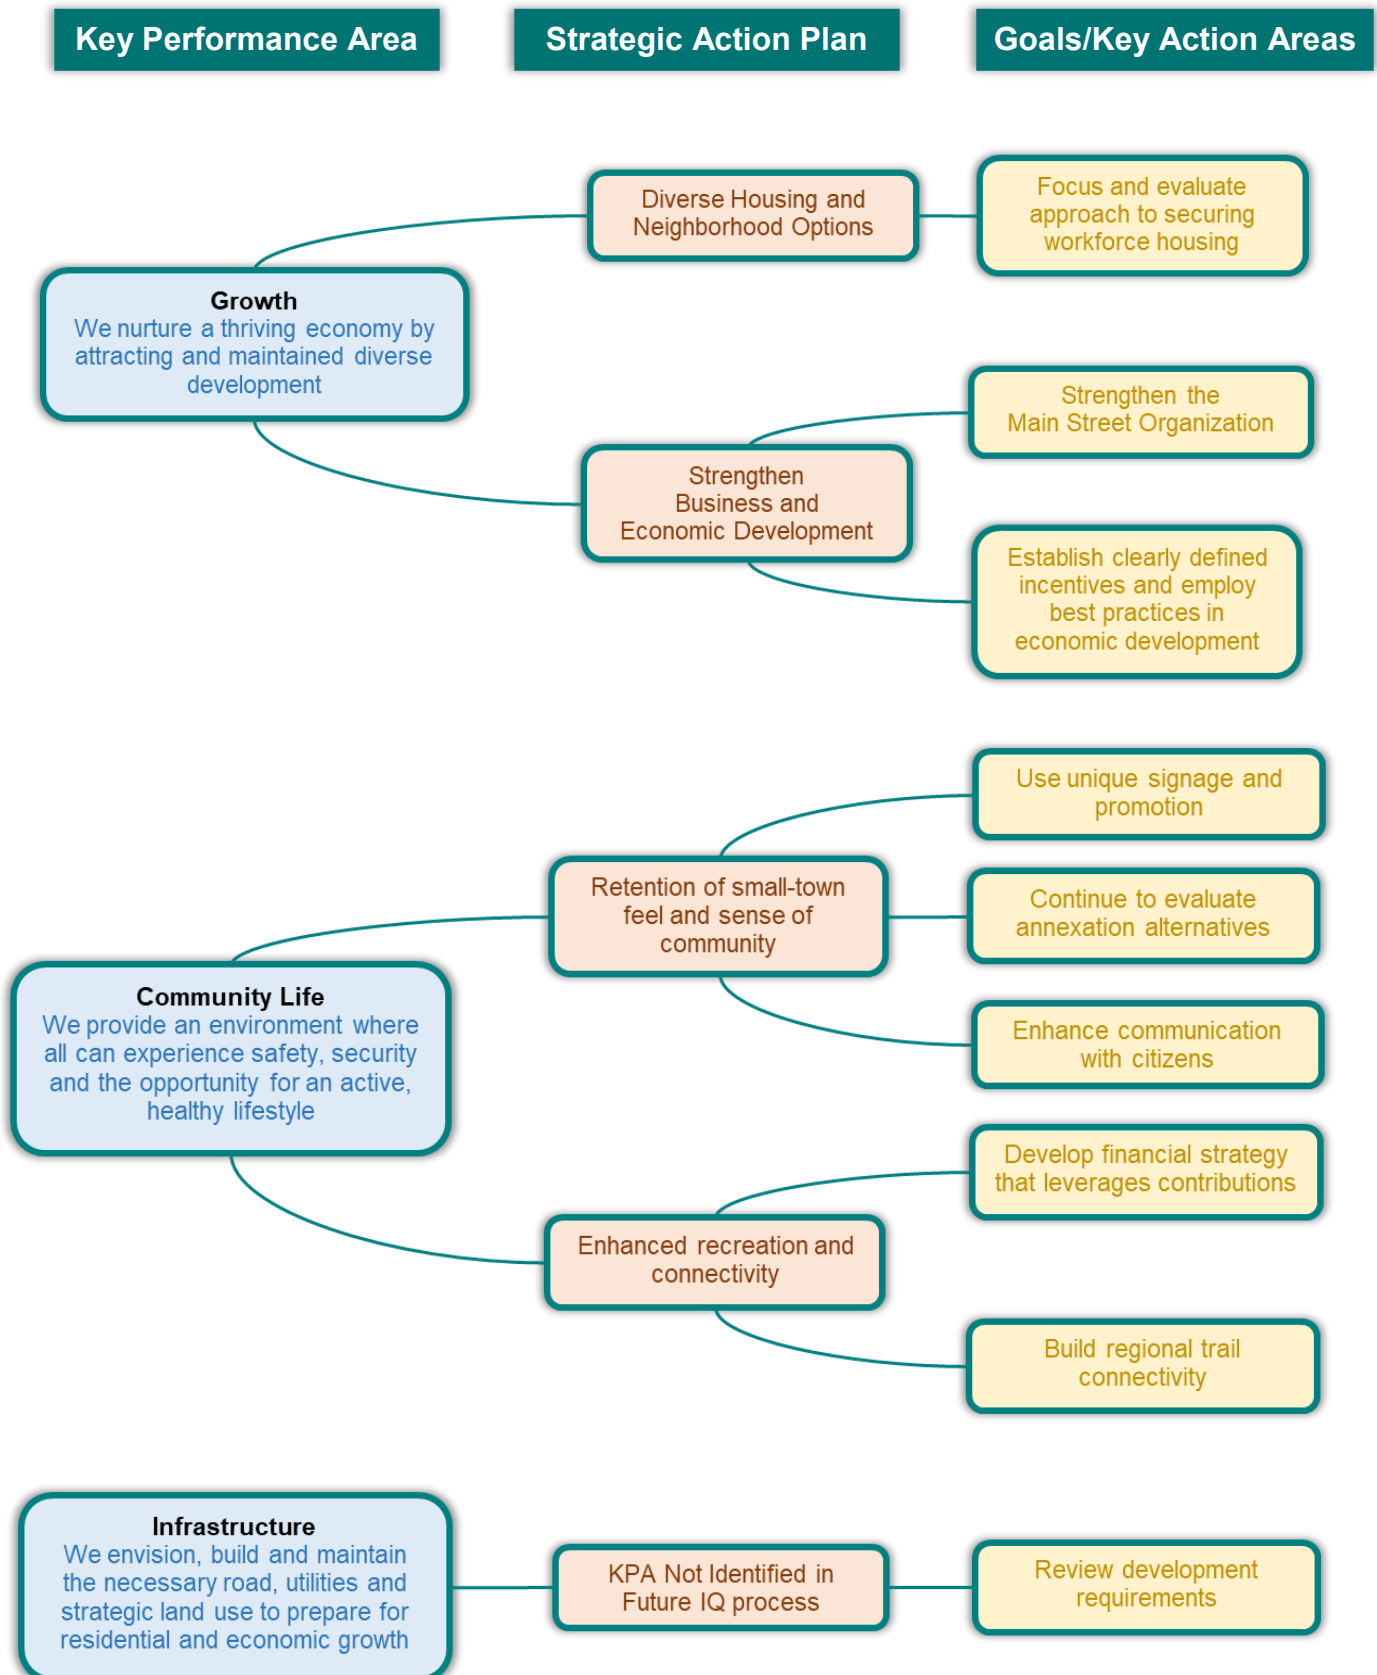 Key Performance Area
Strategic Action Plan
Goals/Key Action Areas
Growth
We nurture a thriving economy by
attracting and maintained diverse
development
Diverse Housing and
Neighborhood Options
Focus and evaluate
approach to securing
workforce housing
Strengthen
Business and
Economic Development
Strengthen the
Main Street Organization
Establish clearly defined
incentives and employ
best practices in
economic development
Community Life
We provide an environment where
all can experience safety, security
and the opportunity for an active,
healthy lifestyle
Retention of small-town
feel and sense of
community
Use unique signage and
promotion
Continue to evaluate
annexation alternatives
Enhance communication
with citizens
Enhanced recreation and
connectivity
Develop financial strategy
that leverages contributions
Build regional trail
connectivity
Infrastructure
We envision, build and maintain
the necessary road, utilities and
strategic land use to prepare for
residential and economic growth
KPA Not Identified in
Future IQ process
Review development
requirements